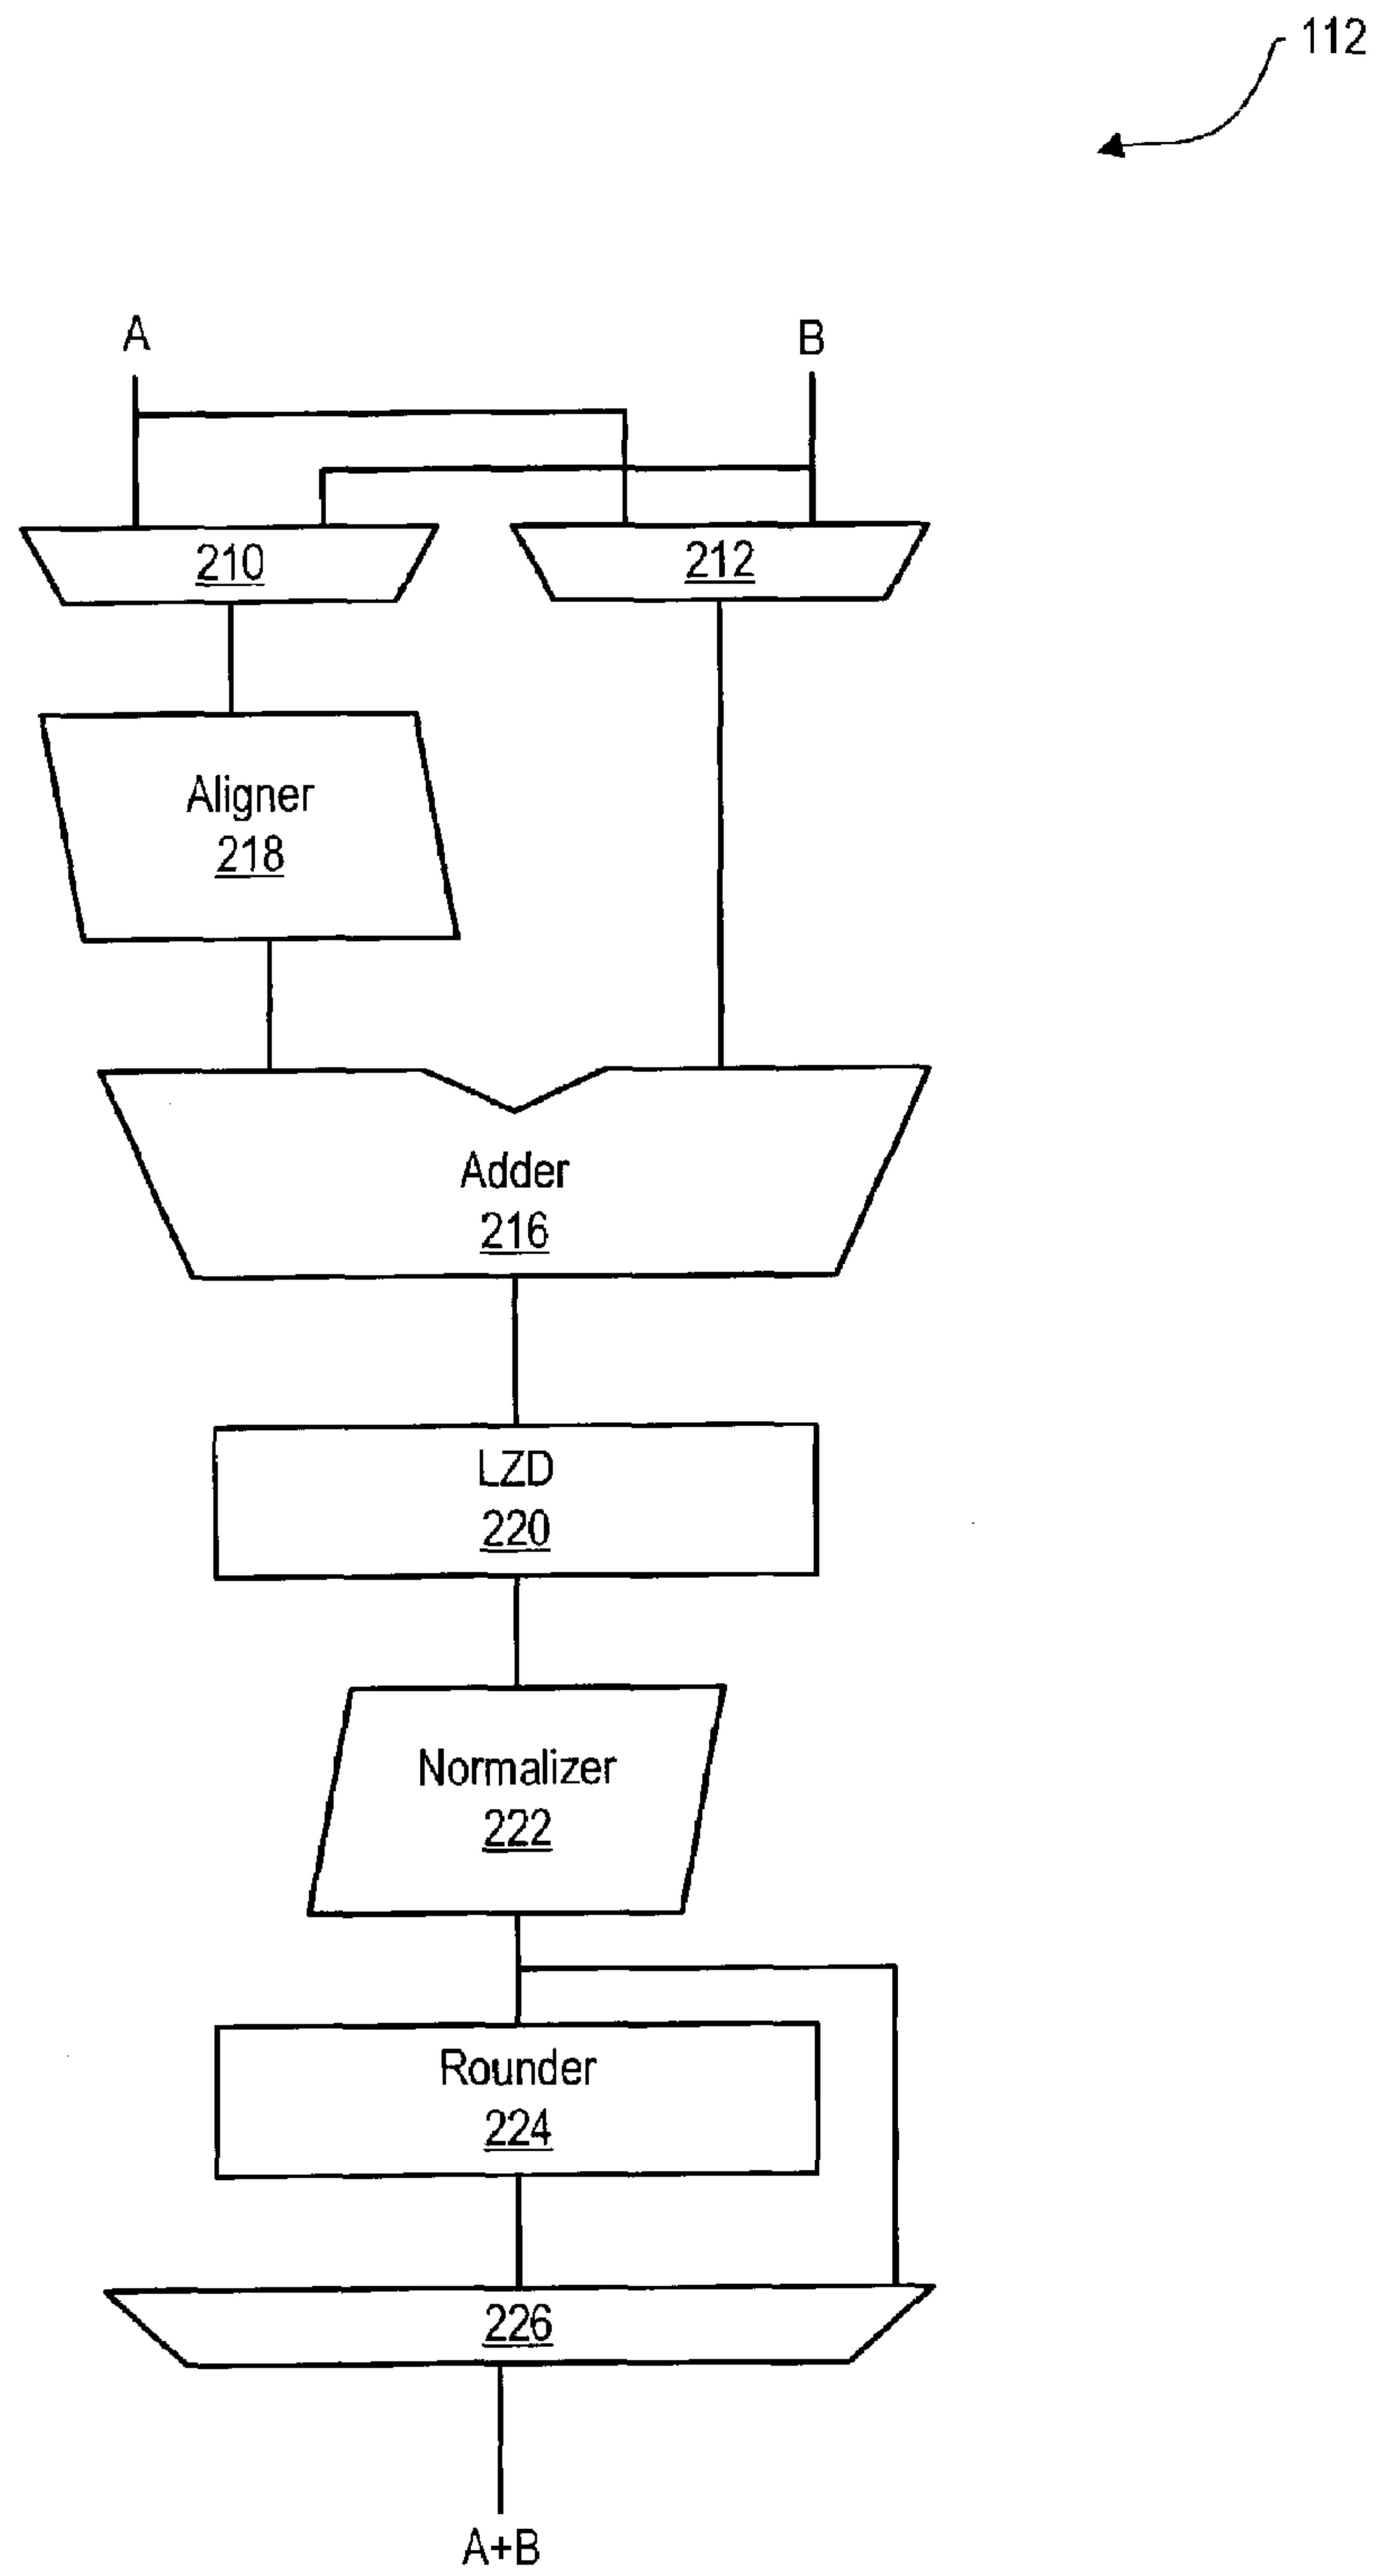 112
A
B
210
212
Aligner
218
Adder
216
LZD
220
Normalizer
222
Rounder
224
226
A+B